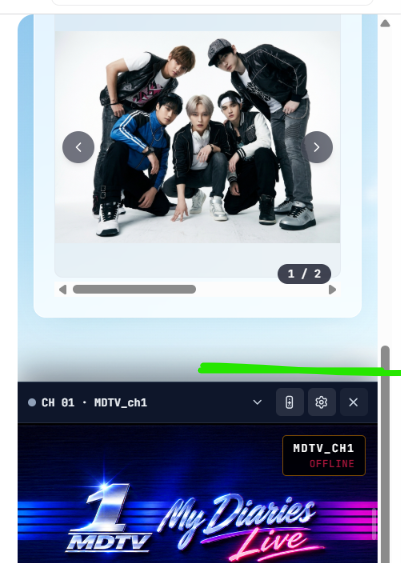 1 / 2
CH 01 · MDTV_ch1
MDTV_CH1
OFFLINE
1
MDTV
My Diaries
Live